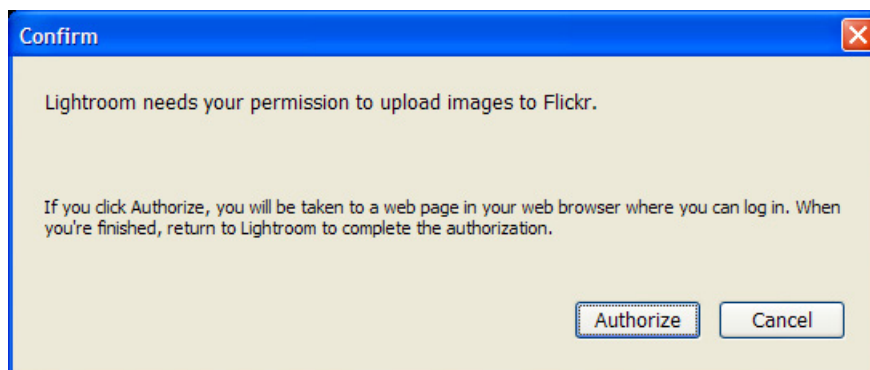 Confirm
Lightroom needs your permission to upload images to Flickr.
If you click Authorize, you will be taken to a web page in your web browser where you can log in. When
you're finished, return to Lightroom to complete the authorization.
Authorize
Cancel